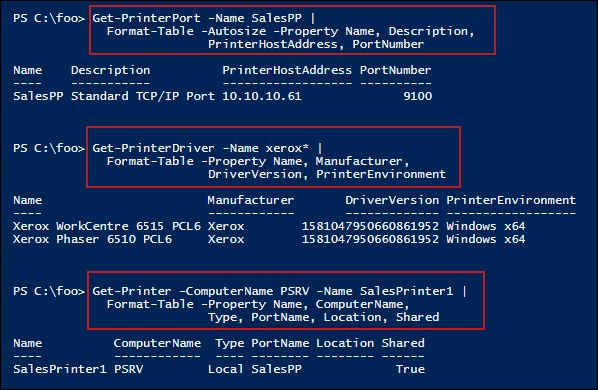 PS C:\foo> Get-PrinterPort -Name SalesPP |
Format-Table -Autosize -Property Name, Description,
PrinterHostAddress, PortNumber
Name Description PrinterHostAddress PortNumber
---- ----------- ------------------ ----------
SalesPP Standard TCP/IP Port 10.10.10.61 9100
PS C:\foo> Get-PrinterDriver -Name xerox* |
Format-Table -Property Name, Manufacturer,
DriverVersion, PrinterEnvironment
Name Manufacturer DriverVersion PrinterEnvironment
---- ------------ ------------- ------------------
Xerox WorkCentre 6515 PCL6 Xerox 1581047950660861952 Windows x64
Xerox Phaser 6510 PCL6 Xerox 1581047950660861952 Windows x64
PS C:\foo> Get-Printer -ComputerName PSRV -Name SalesPrinter1 |
Format-Table -Property Name, ComputerName,
Type, PortName, Location, Shared
Name ComputerName Type PortName Location Shared
---- ------------ ---- -------- -------- ------
SalesPrinter1 PSRV Local SalesPP True